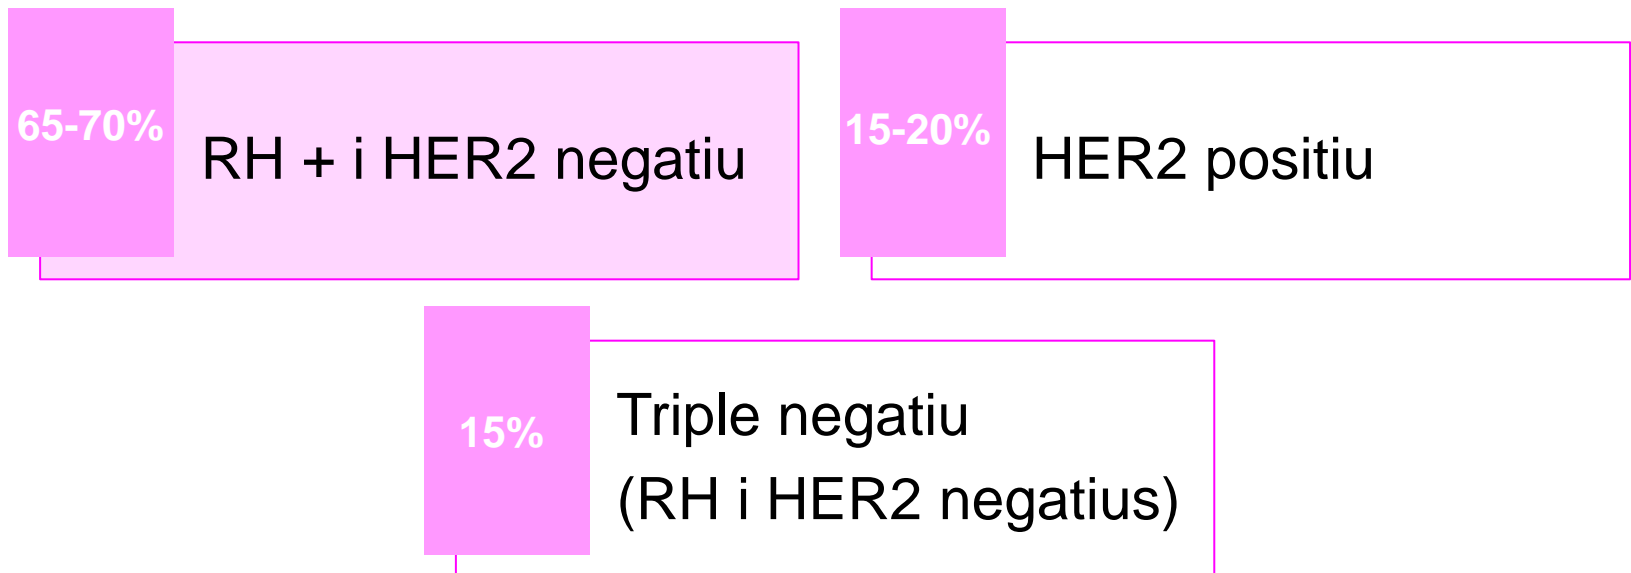 65-70%
RH + i HER2 negatiu
15-20%
HER2 positiu
15%
Triple negatiu
(RH i HER2 negatius)